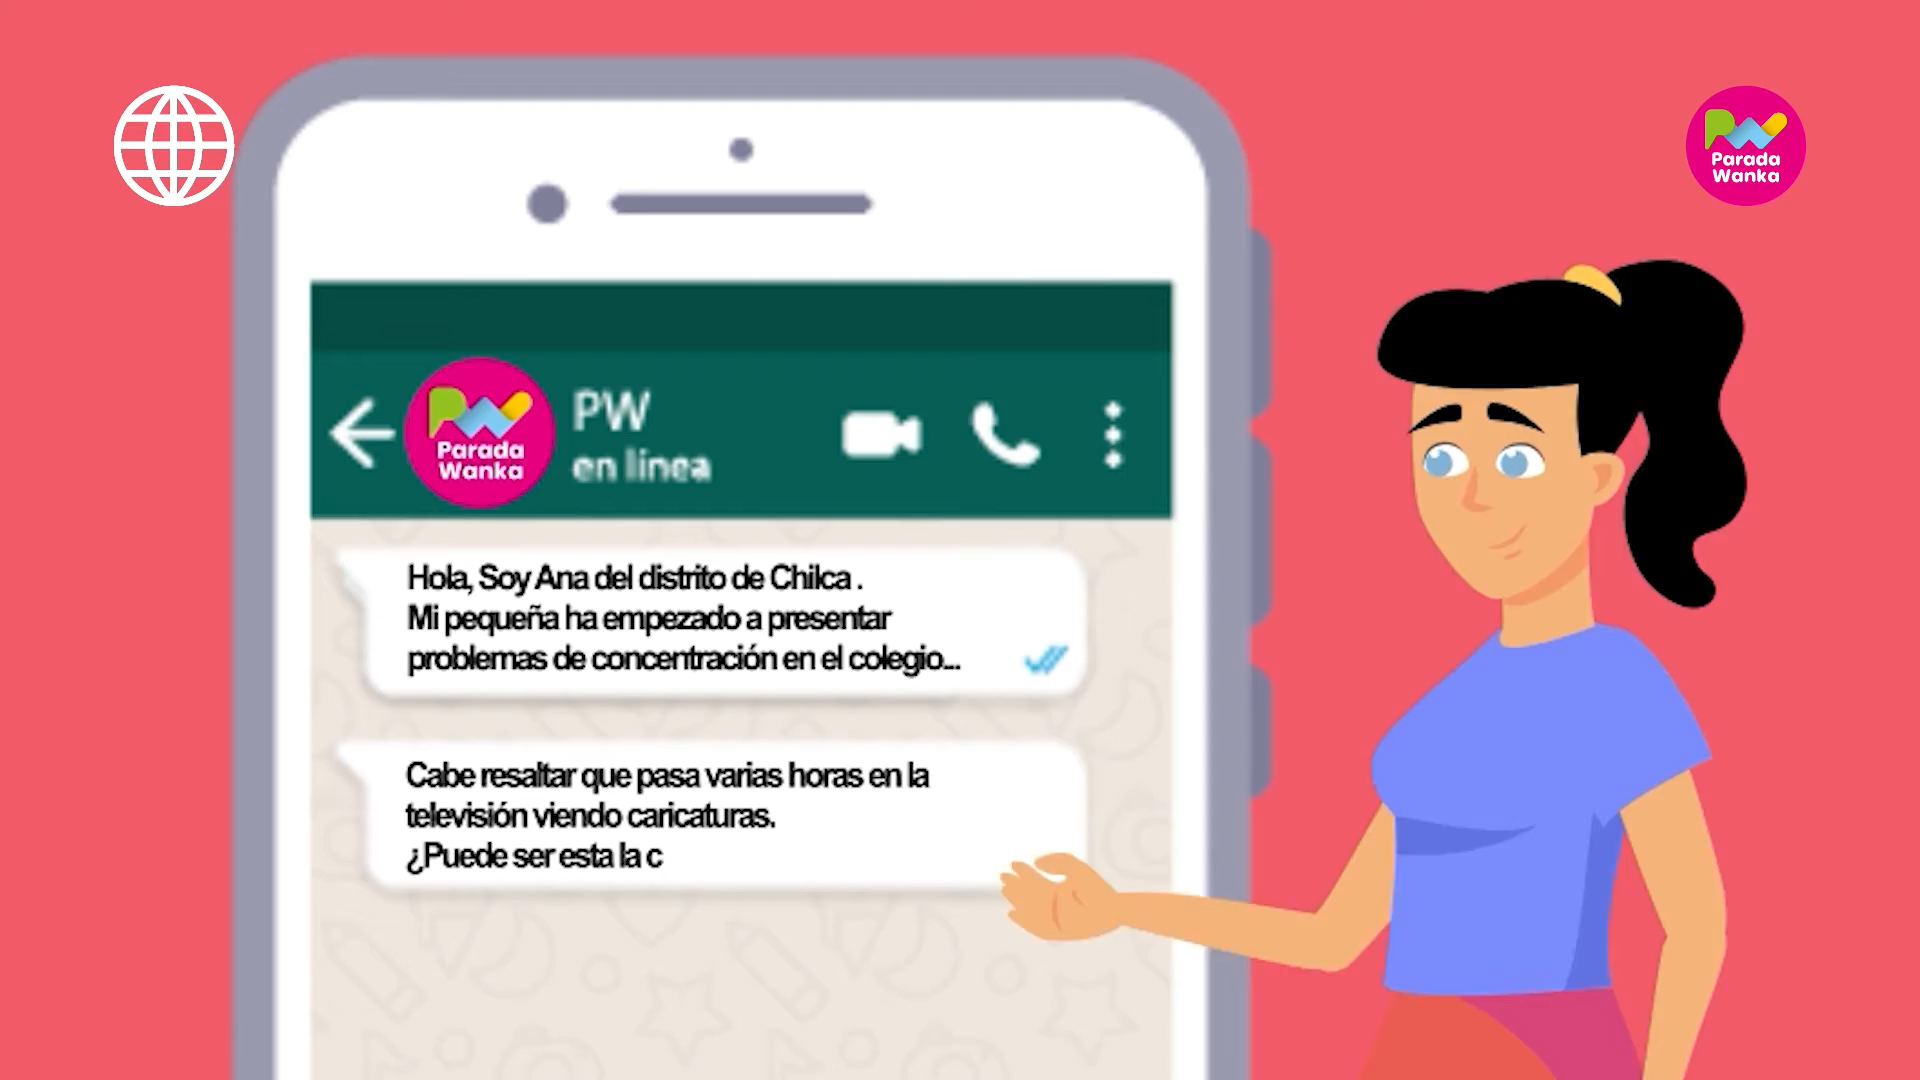 Parada
Wanka
PW
en línea
Parada
Wanka
Hola, Soy Ana del distrito de Chilca .
Mi pequeña ha empezado a presentar
problemas de concentración en el colegio...
Cabe resaltar que pasa varias horas en la
televisión viendo caricaturas.
¿Puede ser esta la c